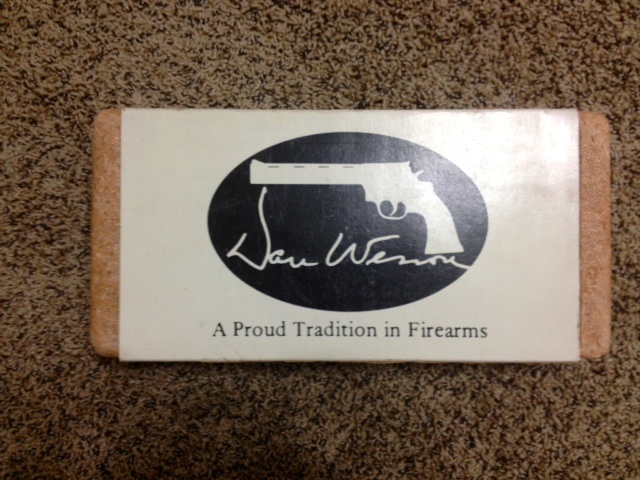 Dan Wesson
A Proud Tradition in Firearms